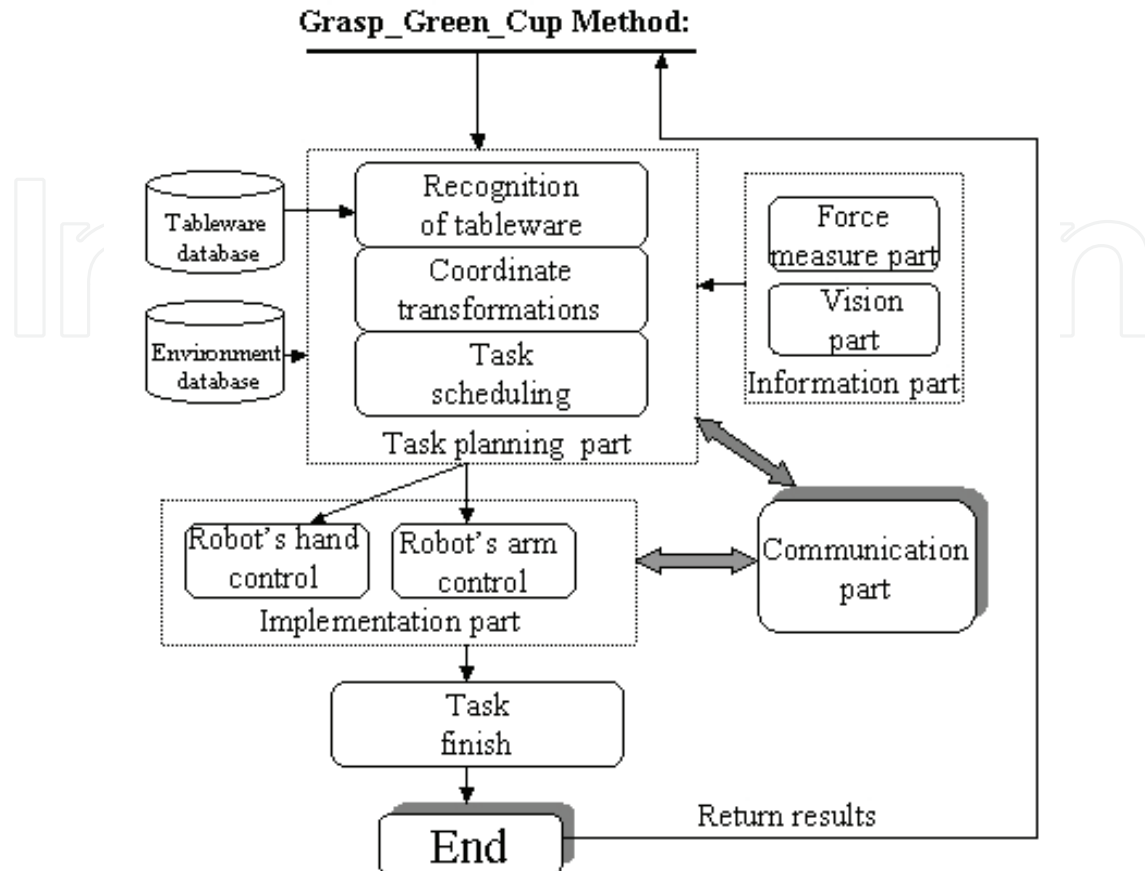 Grasp_Green_Cup Method:
Recognition
of tableware
Coordinate
transformations
Task
scheduling
Task planning part
Tableware
database
Environment
database
Force
measure part
Vision
part
Information part
Robot's hand
control
Robot's arm
control
Implementation part
Communication
part
Task
finish
End
Return results